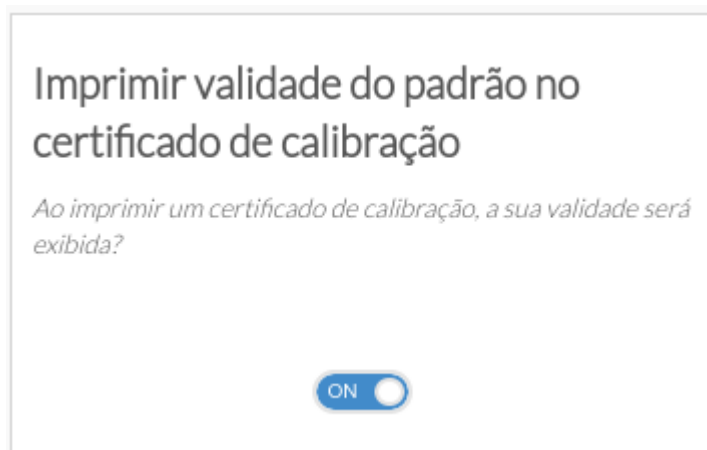 Imprimir validade do padrão no
certificado de calibração
Ao imprimir um certificado de calibração, a sua validade será
exibida?
ON